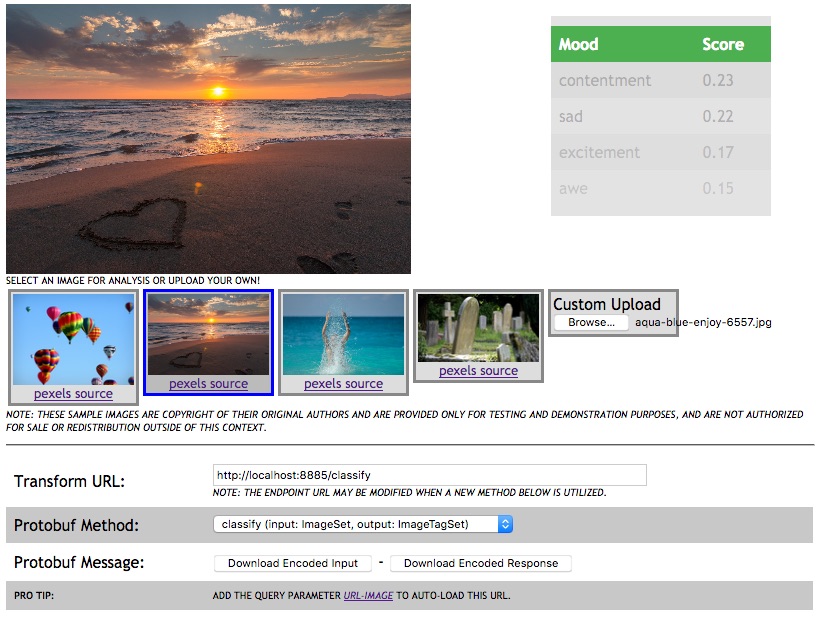 Mood Score
contentment 0.23
sad 0.22
excitement 0.17
awe 0.15
SELECT AN IMAGE FOR ANALYSIS OR UPLOAD YOUR OWN!
pexels source
pexels source
pexels source
pexels source
Custom Upload
Browse... aqua-blue-enjoy-6557.jpg
NOTE: THESE SAMPLE IMAGES ARE COPYRIGHT OF THEIR ORIGINAL AUTHORS AND ARE PROVIDED ONLY FOR TESTING AND DEMONSTRATION PURPOSES, AND ARE NOT AUTHORIZED
FOR SALE OR REDISTRIBUTION OUTSIDE OF THIS CONTEXT.
Transform URL: http://localhost:8885/classify
NOTE: THE ENDPOINT URL MAY BE MODIFIED WHEN A NEW METHOD BELOW IS UTILIZED.
Protobuf Method: classify (input: ImageSet, output: ImageTagSet)
Protobuf Message: Download Encoded Input - Download Encoded Response
PRO TIP: ADD THE QUERY PARAMETER URL-IMAGE TO AUTO-LOAD THIS URL.